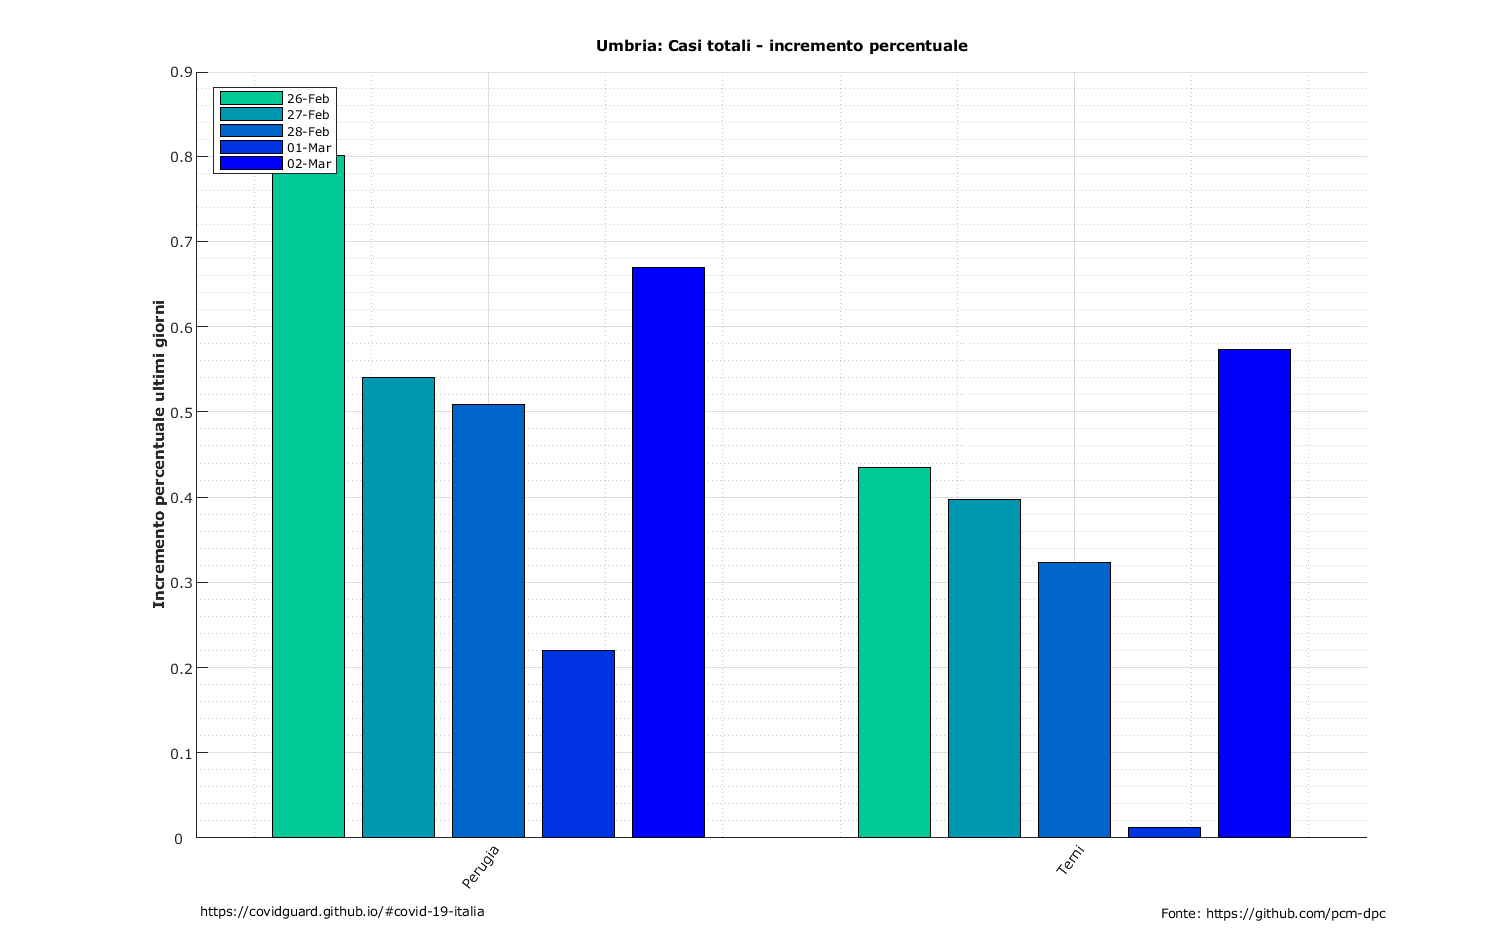 Umbria: Casi totali - incremento percentuale
Incremento percentuale ultimi giorni
0.9
0.8
0.7
0.6
0.5
0.4
0.3
0.2
0.1
0
26-Feb
27-Feb
28-Feb
01-Mar
02-Mar
Perugia
Terni
https://covidguard.github.io/#covid-19-italia
Fonte: https://github.com/pcm-dpc